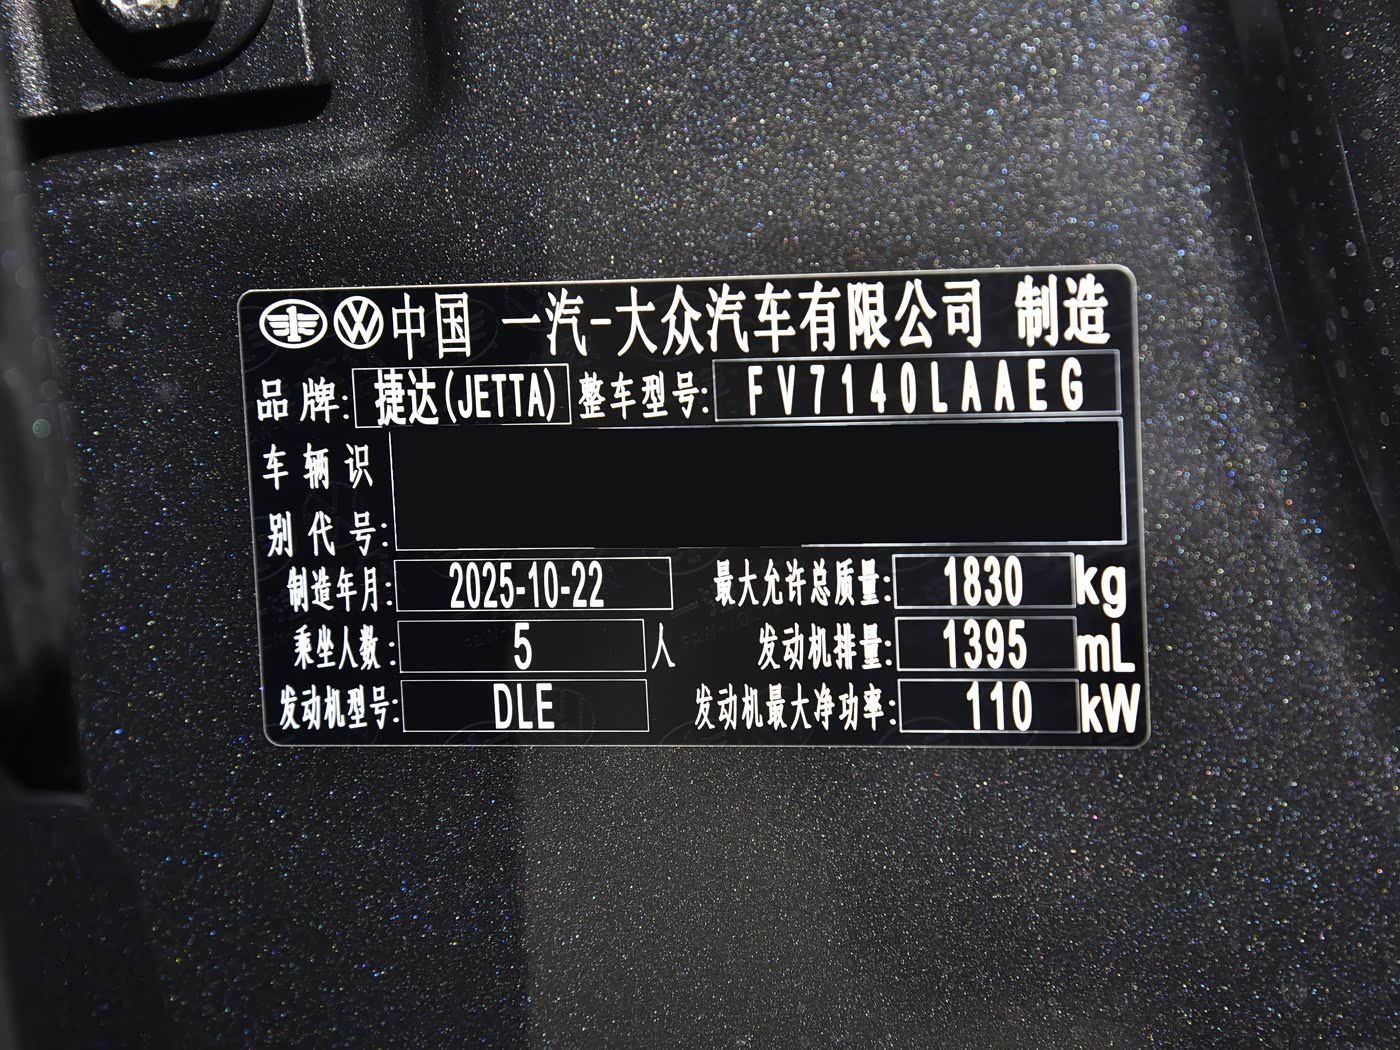 中国 一汽-大众汽车有限公司 制造
品牌: 捷达(JETTA) 整车型号: FV7140LAAEG
车辆识
别代号:
制造年月: 2025-10-22 最大允许总质量: 1830 kg
乘坐人数: 5 人 发动机排量: 1395 mL
发动机型号: DLE 发动机最大净功率: 110 kW